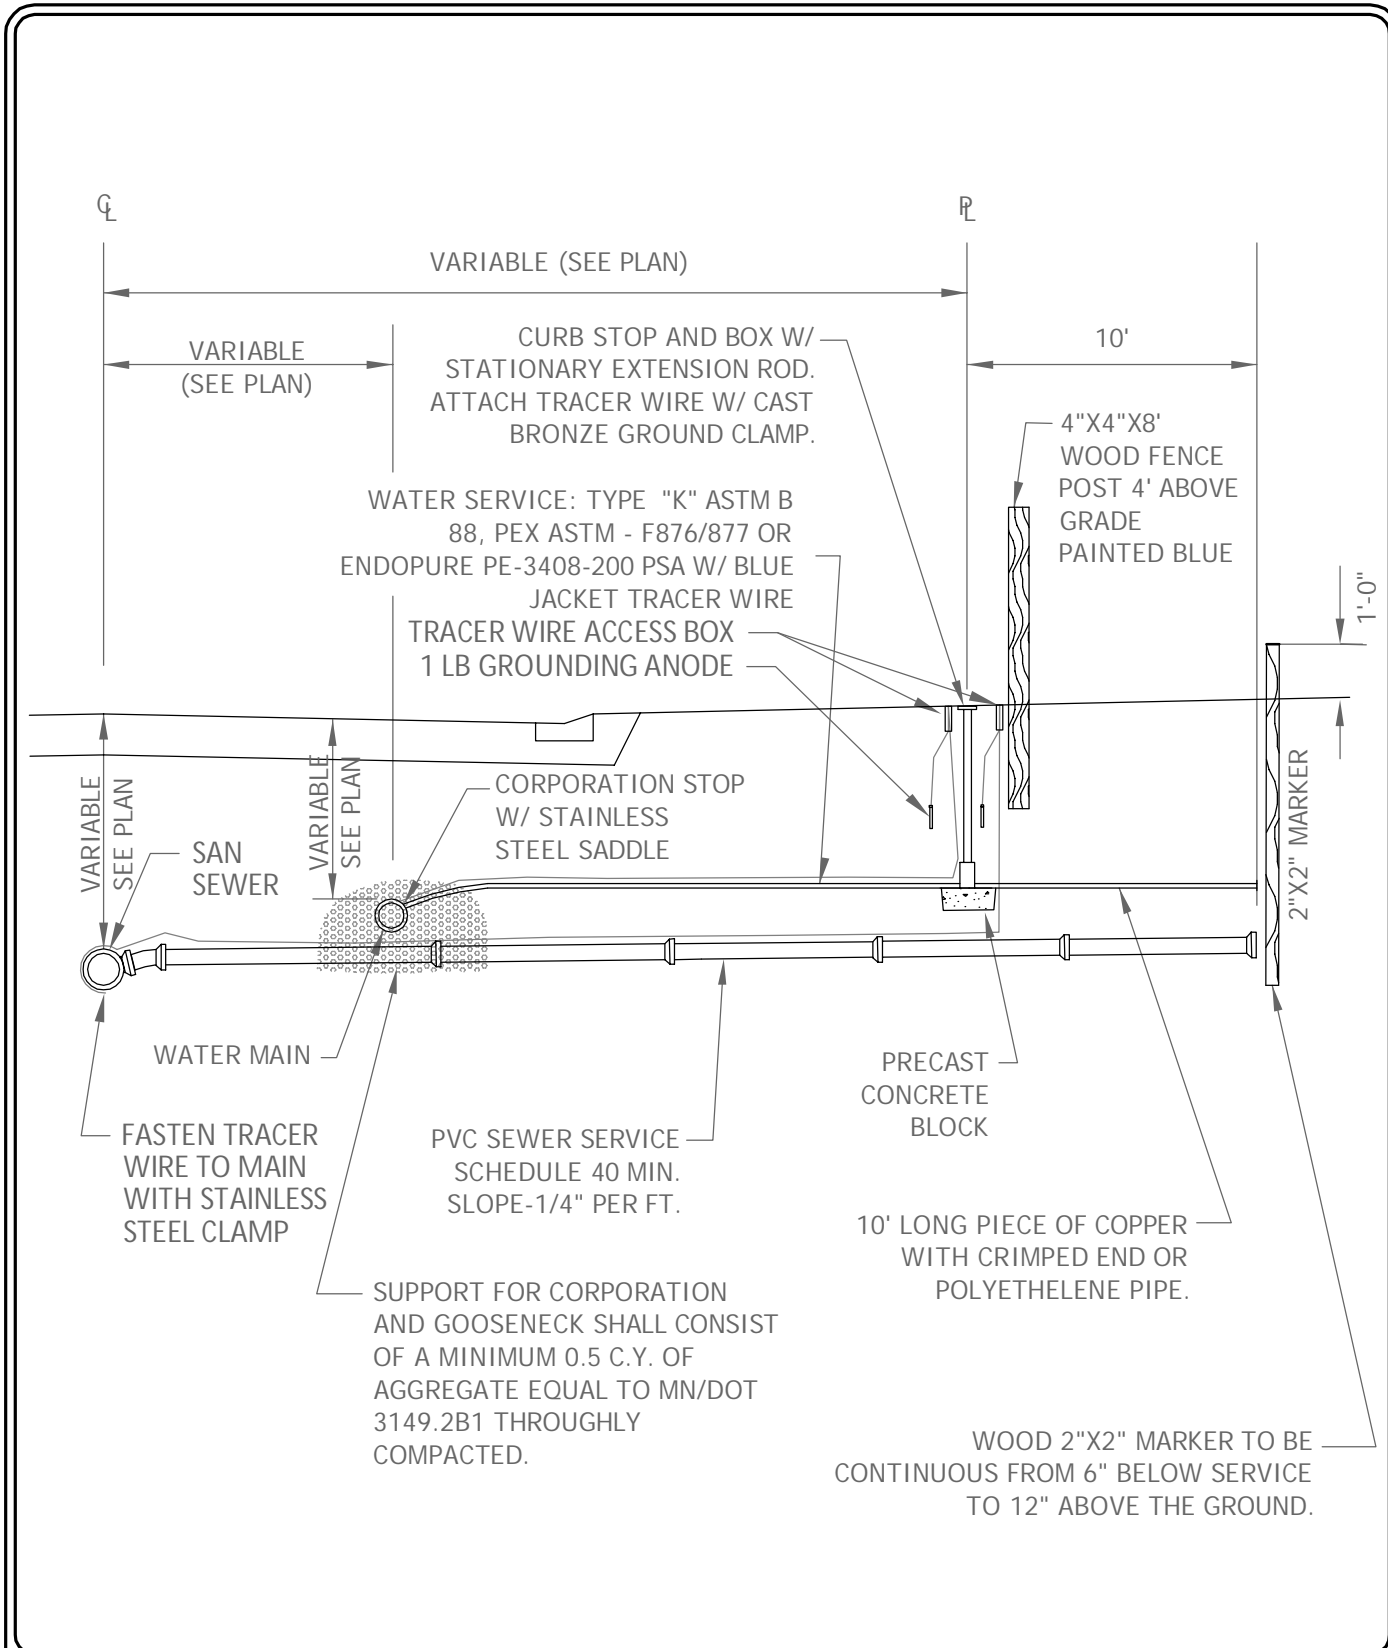 ℄
PL
VARIABLE (SEE PLAN)
VARIABLE
(SEE PLAN)
10'
CURB STOP AND BOX W/
STATIONARY EXTENSION ROD.
ATTACH TRACER WIRE W/ CAST
BRONZE GROUND CLAMP.
4"X4"X8'
WOOD FENCE
POST 4' ABOVE
GRADE
PAINTED BLUE
WATER SERVICE: TYPE "K" ASTM B
88, PEX ASTM - F876/877 OR
ENDOPURE PE-3408-200 PSA W/ BLUE
JACKET TRACER WIRE
TRACER WIRE ACCESS BOX
1 LB GROUNDING ANODE
1'-0"
VARIABLE
SEE PLAN
VARIABLE
SEE PLAN
CORPORATION STOP
W/ STAINLESS
STEEL SADDLE
SAN
SEWER
2"X2" MARKER
WATER MAIN
PRECAST
CONCRETE
BLOCK
FASTEN TRACER
WIRE TO MAIN
WITH STAINLESS
STEEL CLAMP
PVC SEWER SERVICE
SCHEDULE 40 MIN.
SLOPE-1/4" PER FT.
10' LONG PIECE OF COPPER
WITH CRIMPED END OR
POLYETHELENE PIPE.
SUPPORT FOR CORPORATION
AND GOOSENECK SHALL CONSIST
OF A MINIMUM 0.5 C.Y. OF
AGGREGATE EQUAL TO MN/DOT
3149.2B1 THROUGHLY
COMPACTED.
WOOD 2"X2" MARKER TO BE
CONTINUOUS FROM 6" BELOW SERVICE
TO 12" ABOVE THE GROUND.